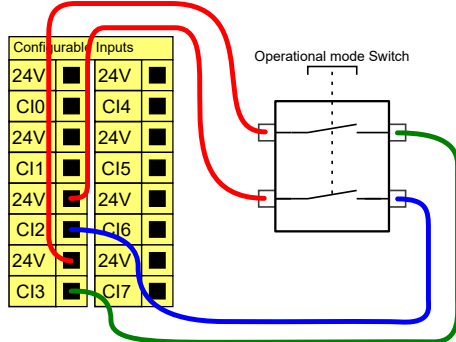 Configurable Inputs
Operational mode Switch
24V 24V
CI0 CI4
24V 24V
CI1 CI5
24V 24V
CI2 CI6
24V 24V
CI3 CI7